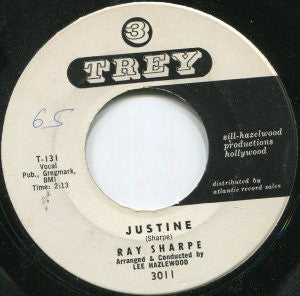 3
TREY
65
sill-hazelwood
productions
hollywood
T-131
Vocal
Pub., Gregmark,
BMI
Time: 2:13
distributed by
atlantic record sales
JUSTINE
(Sharpe)
RAY SHARPE
Arranged & Conducted by
LEE HAZLEWOOD
3011